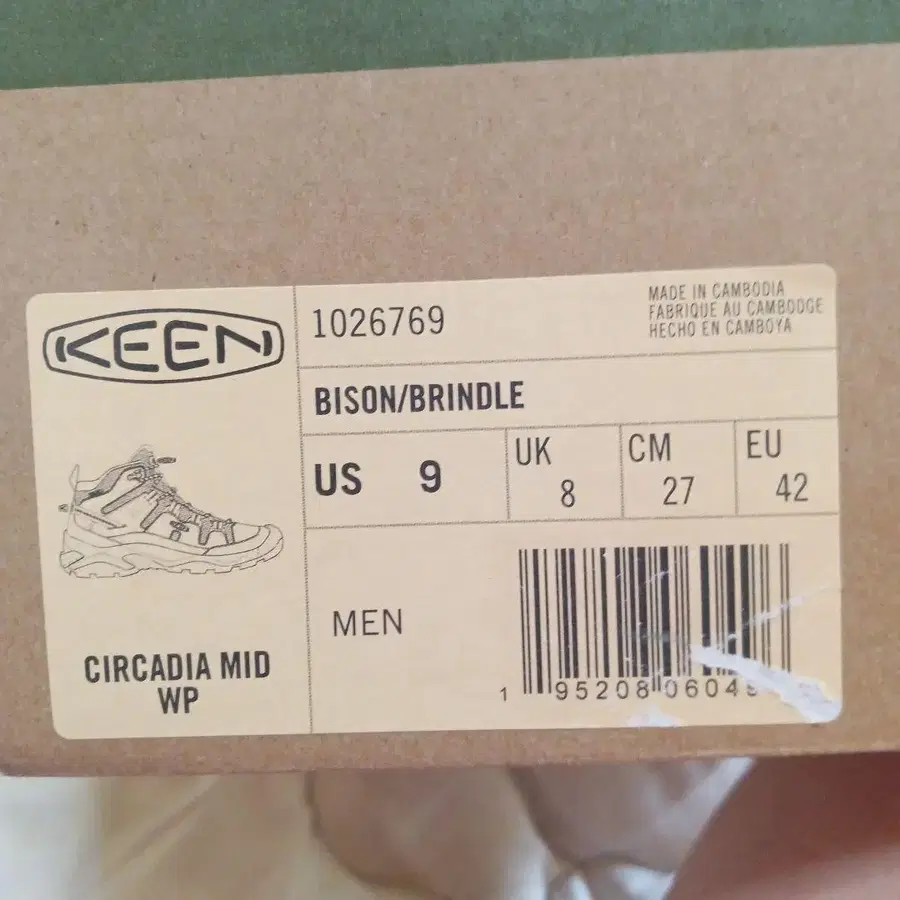 KEEN
1026769
MADE IN CAMBODIA
FABRIQUE AU CAMBODGE
HECHO EN CAMBOYA
BISON/BRINDLE
US 9
UK 8
CM 27
EU 42
MEN
CIRCADIA MID
WP
1 95208 0604